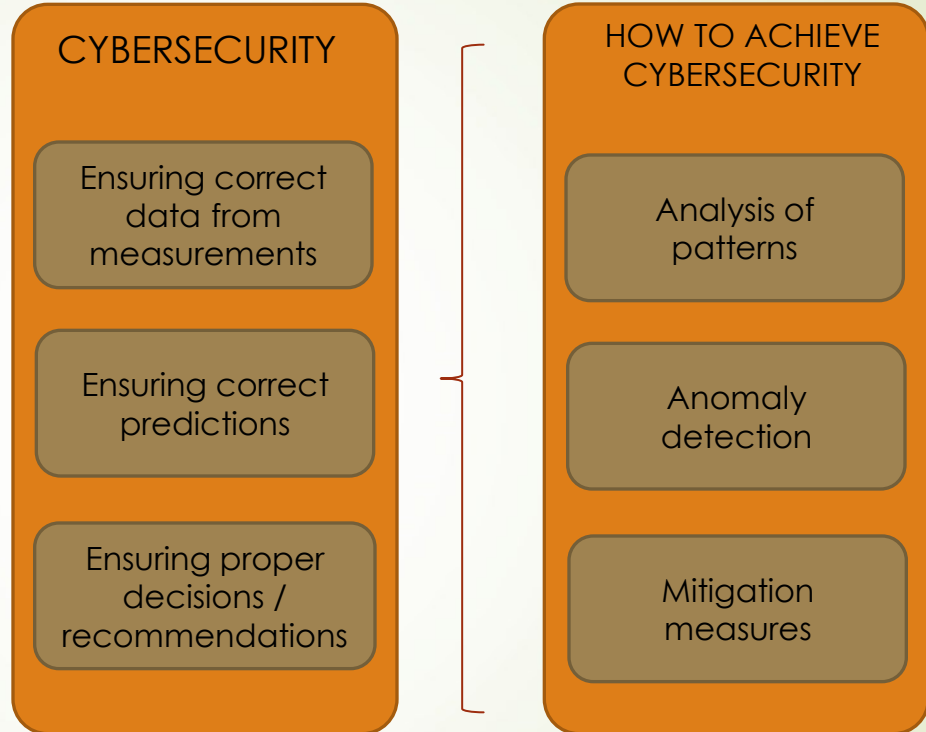 CYBERSECURITY
Ensuring correct
data from
measurements
Ensuring correct
predictions
Ensuring proper
decisions /
recommendations
HOW TO ACHIEVE
CYBERSECURITY
Analysis of
patterns
Anomaly
detection
Mitigation
measures